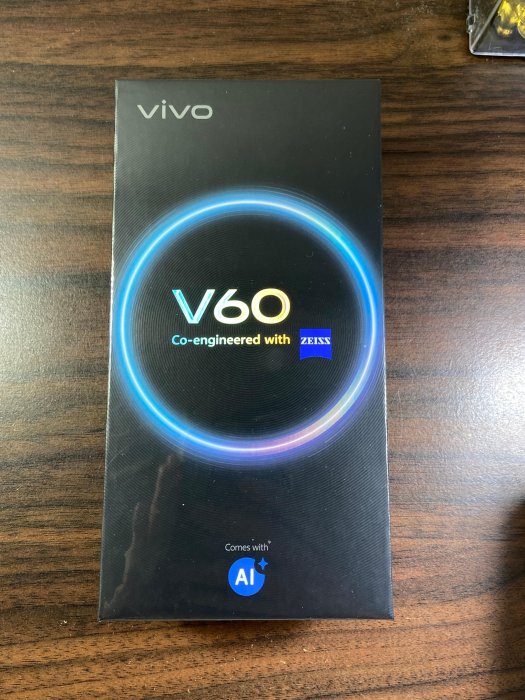 vivo
V60
Co-engineered with ZEISS
Comes with*
AI